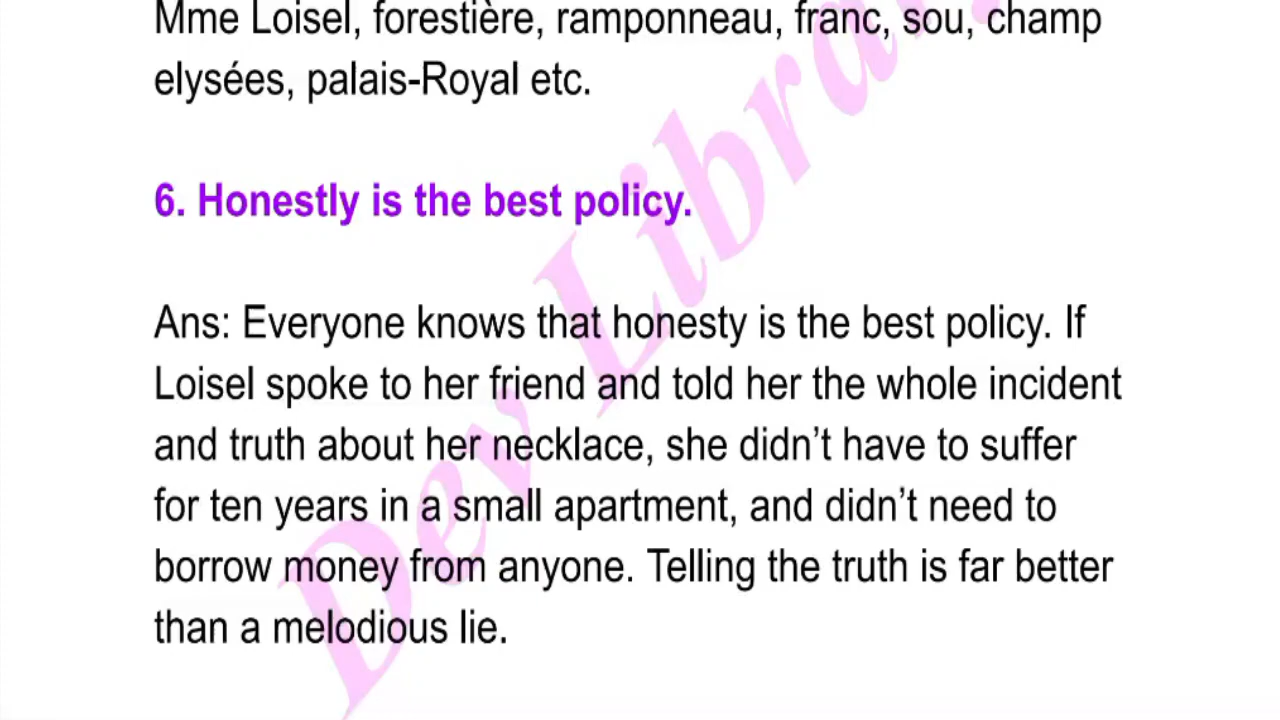 Mme Loisel, forestière, ramponneau, franc, sou, champ
elysées, palais-Royal etc.
6. Honestly is the best policy.
Ans: Everyone knows that honesty is the best policy. If
Loisel spoke to her friend and told her the whole incident
and truth about her necklace, she didn’t have to suffer
for ten years in a small apartment, and didn’t need to
borrow money from anyone. Telling the truth is far better
than a melodious lie.
Dev Library